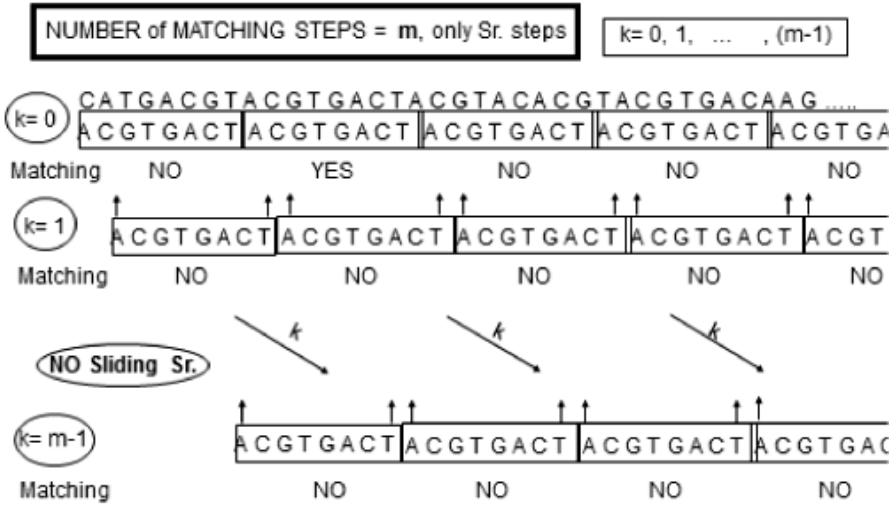 NUMBER of MATCHING STEPS = m, only Sr. steps
k= 0, 1, ... , (m-1)
CATGACGTACGTGACTACGTACACGTACGTGACAAG.....
k= 0
ACGTGACT ACGTGACT ACGTGACT ACGTGACT ACGTGA
Matching NO YES NO NO NO
k= 1
ACGTGACT ACGTGACT ACGTGACT ACGTGACT ACGT
Matching NO NO NO NO NO
k k k
NO Sliding Sr.
k= m-1
ACGTGACT ACGTGACT ACGTGACT ACGTGAC
Matching NO NO NO NO